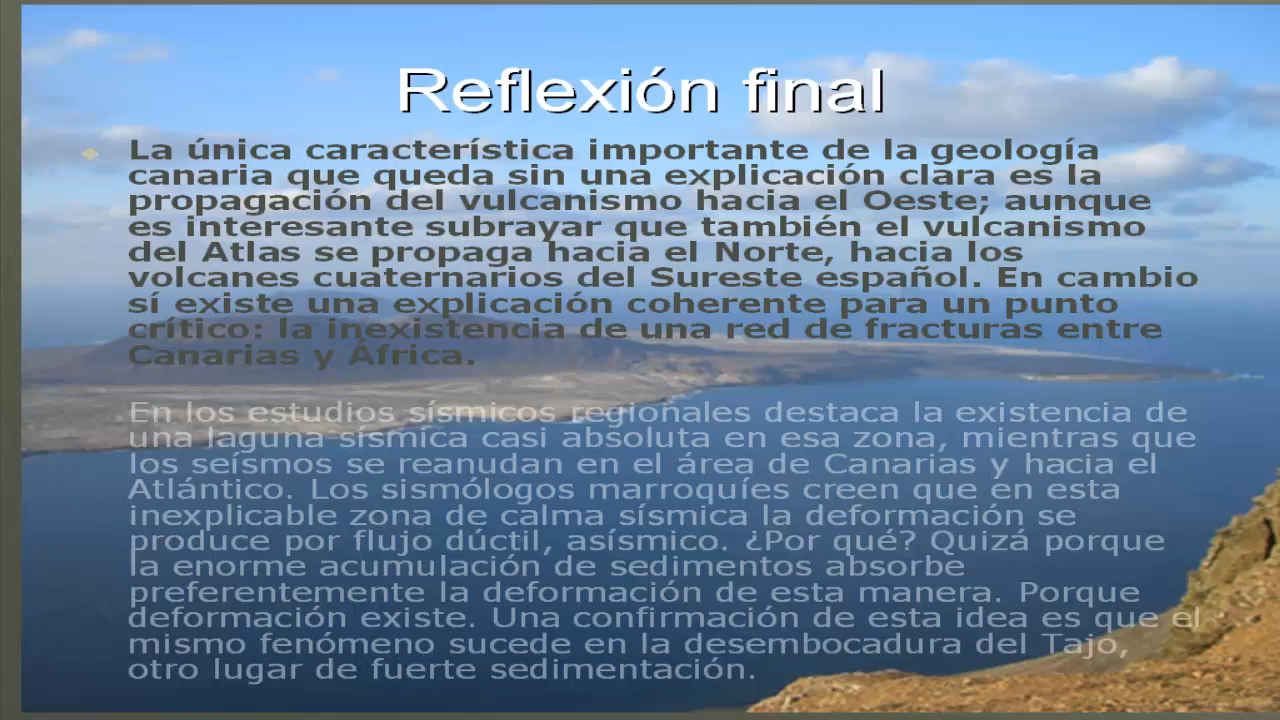 Reflexión final
La única característica importante de la geología
canaria que queda sin una explicación clara es la
propagación del vulcanismo hacia el Oeste; aunque
es interesante subrayar que también el vulcanismo
del Atlas se propaga hacia el Norte, hacia los
volcanes cuaternarios del Sureste español. En cambio
sí existe una explicación coherente para un punto
crítico: la inexistencia de una red de fracturas entre
Canarias y África.
En los estudios sísmicos regionales destaca la existencia de
una laguna sísmica casi absoluta en esa zona, mientras que
los seísmos se reanudan en el área de Canarias y hacia el
Atlántico. Los sismólogos marroquíes creen que en esta
inexplicable zona de calma sísmica la deformación se
produce por flujo dúctil, asísmico. ¿Por qué? Quizá porque
la enorme acumulación de sedimentos absorbe
preferentemente la deformación de esta manera. Porque
deformación existe. Una confirmación de esta idea es que el
mismo fenómeno sucede en la desembocadura del Tajo,
otro lugar de fuerte sedimentación.